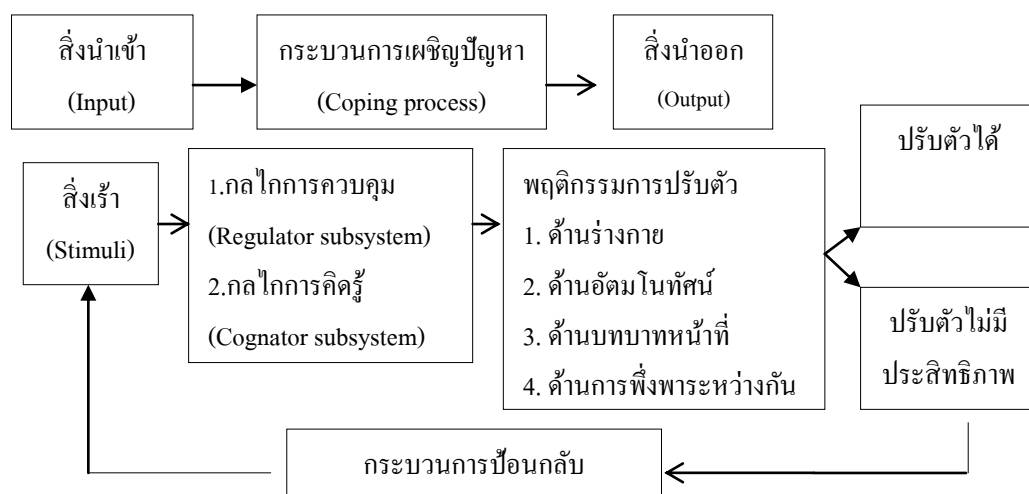 สิ่งนำเข้า
(Input)
กระบวนการเผชิญปัญหา
(Coping process)
สิ่งนำออก
(Output)
สิ่งเร้า
(Stimuli)
1.กลไกการควบคุม
(Regulator subsystem)
2.กลไกการคิดรู้
(Cognator subsystem)
พฤติกรรมการปรับตัว
1. ด้านร่างกาย
2. ด้านอัตมโนทัศน์
3. ด้านบทบาทหน้าที่
4. ด้านการพึ่งพาระหว่างกัน
ปรับตัวได้
ปรับตัวไม่มี
ประสิทธิภาพ
กระบวนการป้อนกลับ